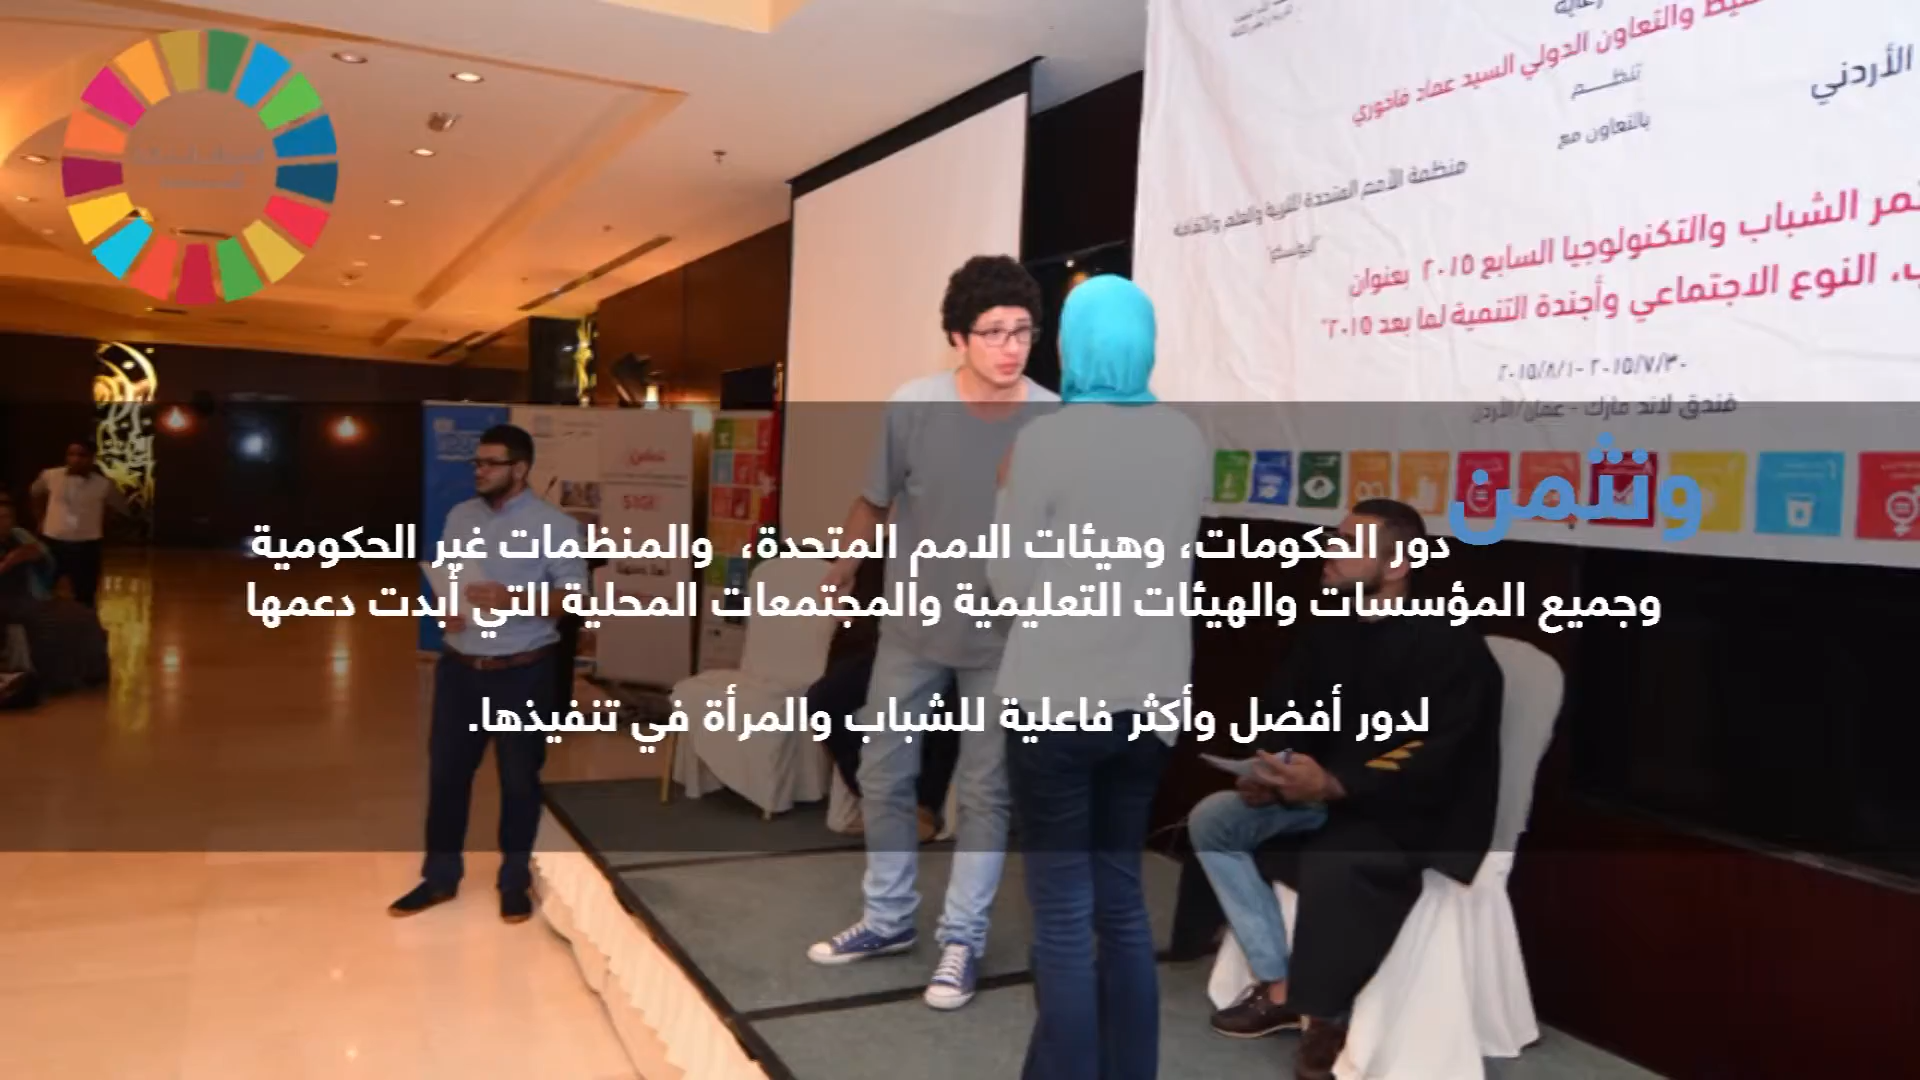 رعاية
والتعاون الدولي السيد عماد فاخوري
الأردني
تنظم
بالتعاون مع
منظمة الأمم المتحدة للتربية والعلم والثقافة
الشباب والتكنولوجيا السابع ٢٠١٥ بعنوان
النوع الاجتماعي وأجندة التنمية لما بعد ٢٠١٥"
٢٠١٥/٧/٣٠ - ٢٠١٥/٨/١
فندق لاند مارك - عمان/الأردن
ونثمن
دور الحكومات، وهيئات الامم المتحدة، والمنظمات غير الحكومية
وجميع المؤسسات والهيئات التعليمية والمجتمعات المحلية التي أبدت دعمها
لدور أفضل وأكثر فاعلية للشباب والمرأة في تنفيذها.